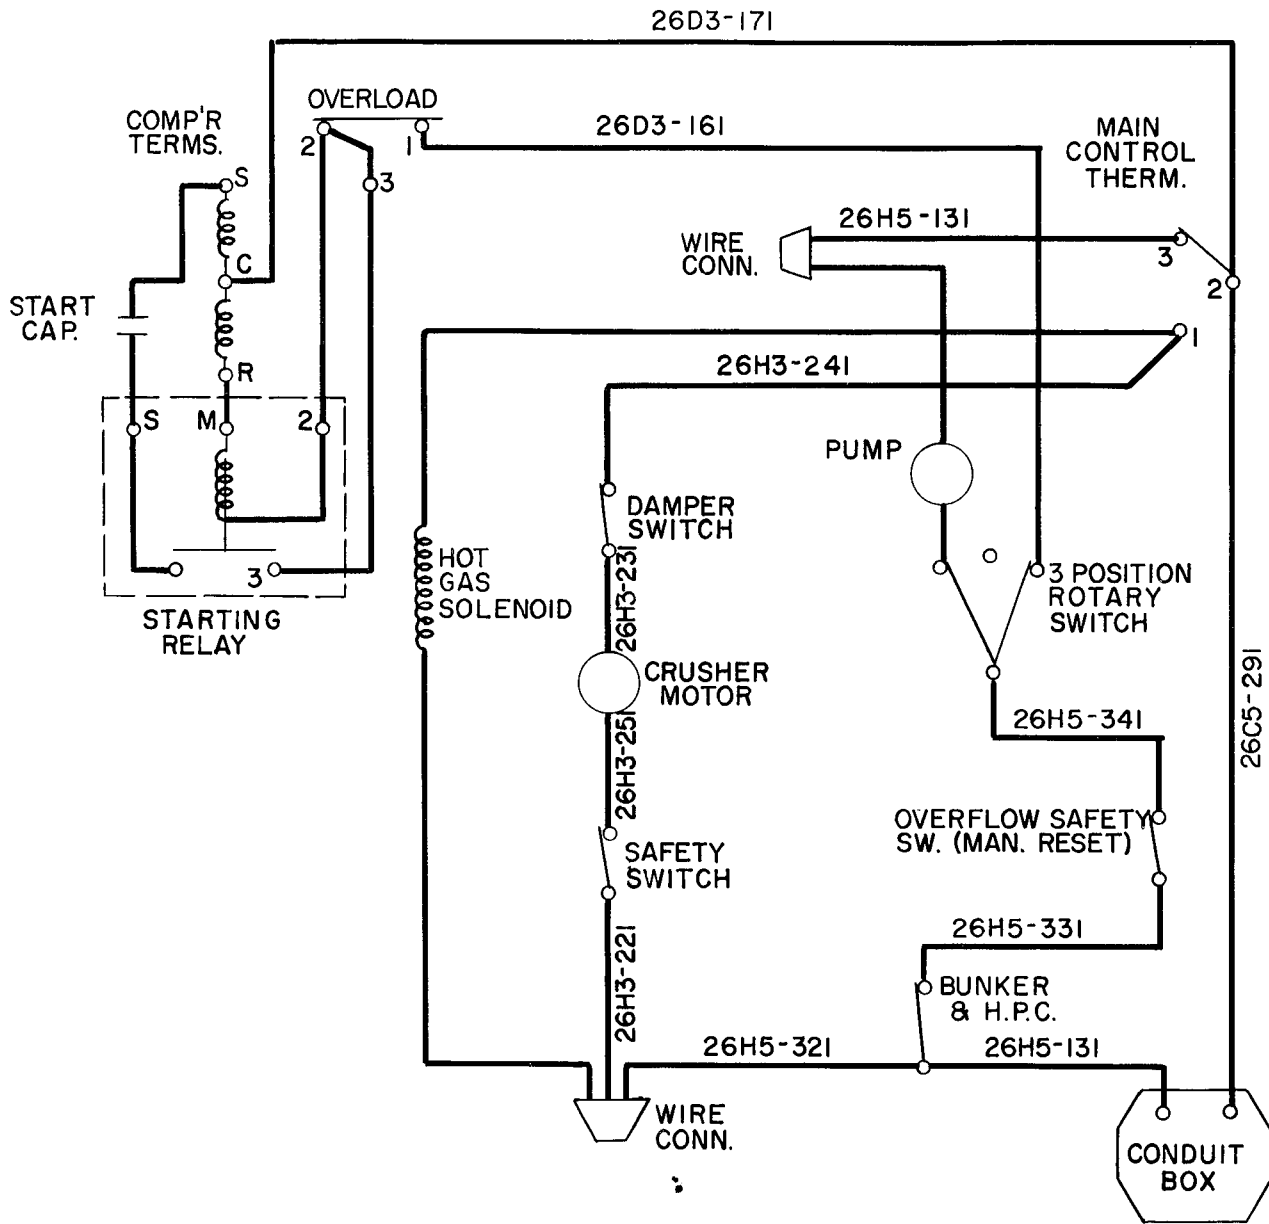 26D3-171
OVERLOAD
COMP'R
TERMS.
2
1
26D3-161
MAIN
CONTROL
THERM.
S
3
26H5-131
WIRE
CONN.
3
C
2
START
CAP.
1
R
26H3-241
S
M
2
PUMP
DAMPER
SWITCH
HOT
GAS
SOLENOID
26H3-231
3
3 POSITION
ROTARY
SWITCH
STARTING
RELAY
CRUSHER
MOTOR
26H3-251
26H5-341
26C5-291
OVERFLOW SAFETY
SW. (MAN. RESET)
SAFETY
SWITCH
26H5-331
26H3-221
BUNKER
& H.P.C.
26H5-321
26H5-131
WIRE
CONN.
CONDUIT
BOX